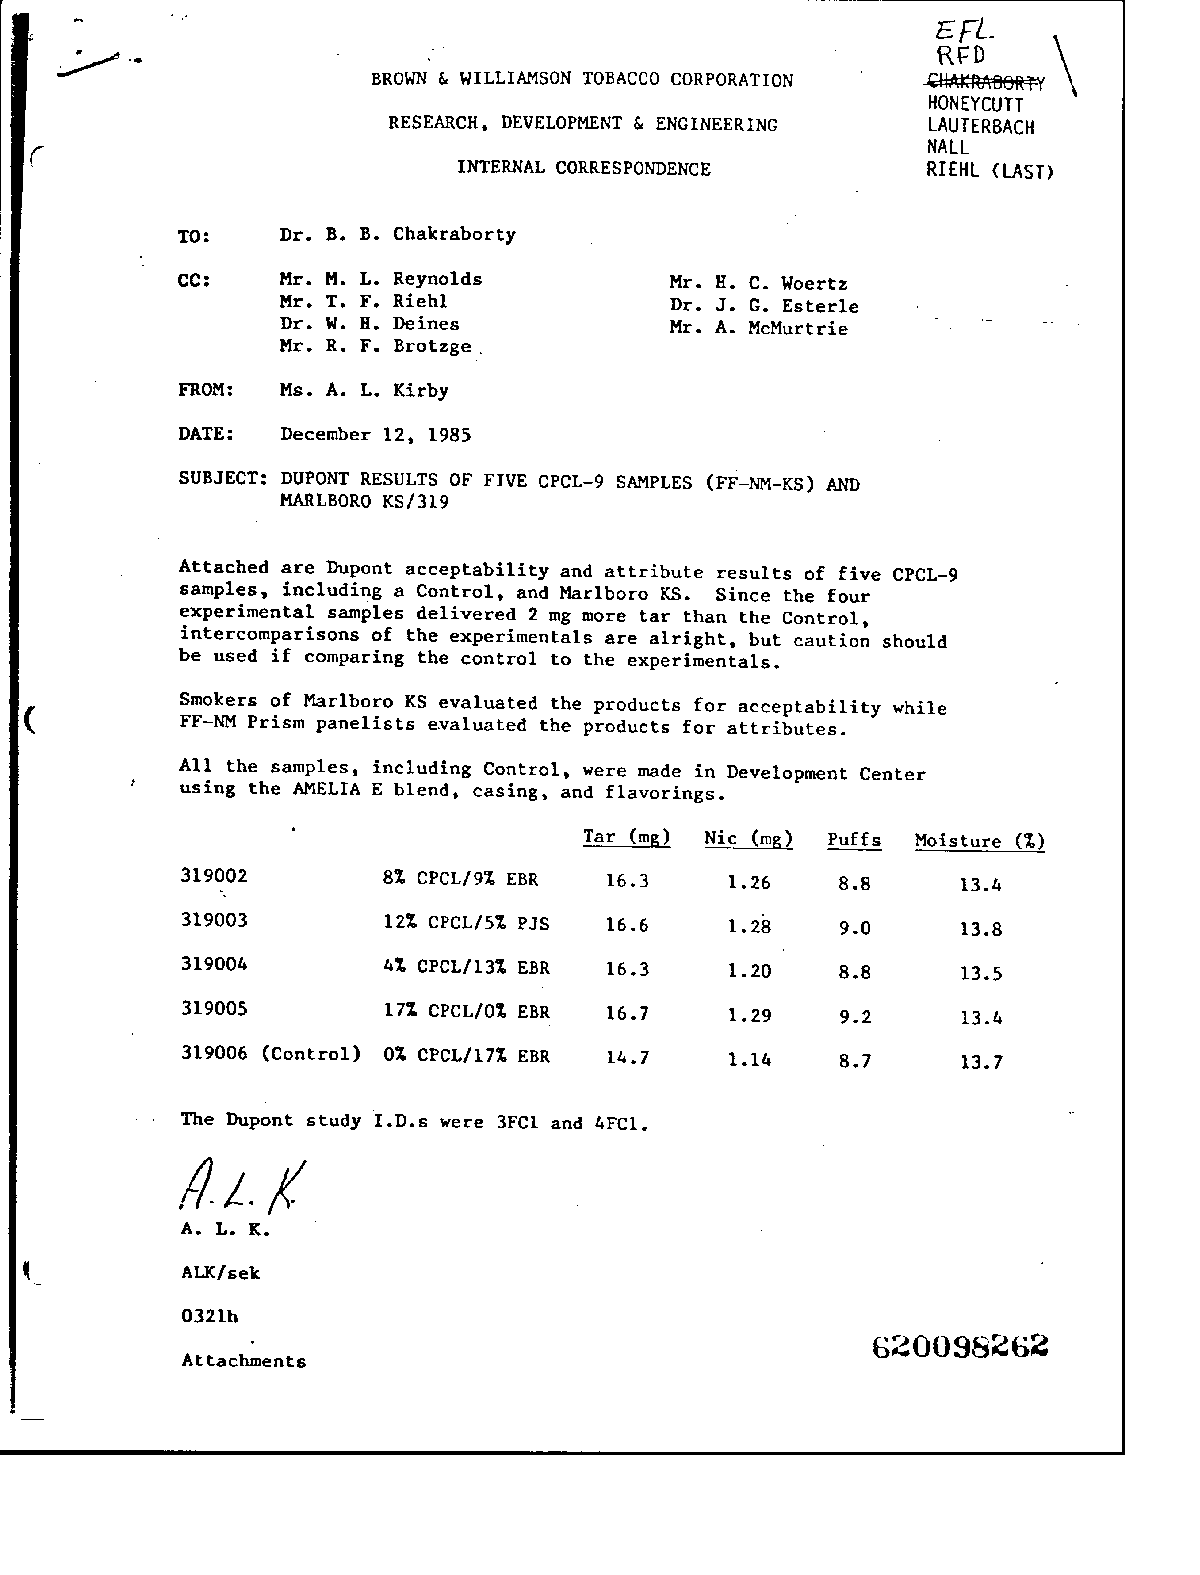 EFL
RFD
CHAKRABORTY
HONEYCUTT
LAUTERBACH
NALL
RIEHL (LAST)
BROWN & WILLIAMSON TOBACCO CORPORATION
RESEARCH, DEVELOPMENT & ENGINEERING
INTERNAL CORRESPONDENCE
TO: Dr. B. B. Chakraborty
CC: Mr. M. L. Reynolds Mr. H. C. Woertz
Mr. T. F. Riehl Dr. J. G. Esterle
Dr. W. H. Deines Mr. A. McMurtrie
Mr. R. F. Brotzge
FROM: Ms. A. L. Kirby
DATE: December 12, 1985
SUBJECT: DUPONT RESULTS OF FIVE CPCL-9 SAMPLES (FF-NM-KS) AND
MARLBORO KS/319
Attached are Dupont acceptability and attribute results of five CPCL-9
samples, including a Control, and Marlboro KS. Since the four
experimental samples delivered 2 mg more tar than the Control,
intercomparisons of the experimentals are alright, but caution should
be used if comparing the control to the experimentals.
Smokers of Marlboro KS evaluated the products for acceptability while
FF-NM Prism panelists evaluated the products for attributes.
All the samples, including Control, were made in Development Center
using the AMELIA E blend, casing, and flavorings.
Tar (mg) Nic (mg) Puffs Moisture (%)
319002 8% CPCL/9% EBR 16.3 1.26 8.8 13.4
319003 12% CPCL/5% PJS 16.6 1.28 9.0 13.8
319004 4% CPCL/13% EBR 16.3 1.20 8.8 13.5
319005 17% CPCL/0% EBR 16.7 1.29 9.2 13.4
319006 (Control) 0% CPCL/17% EBR 14.7 1.14 8.7 13.7
The Dupont study I.D.s were 3FC1 and 4FC1.
A. L. K.
A. L. K.
ALK/sek
0321h
Attachments
620098262